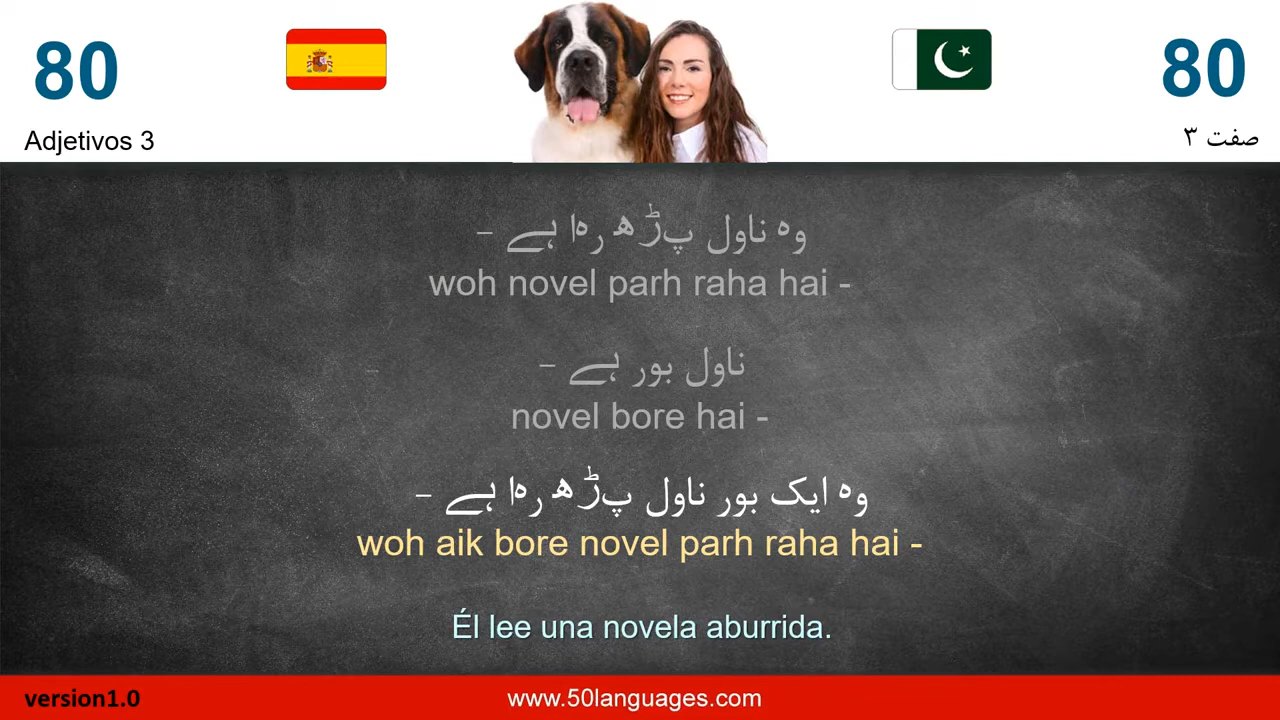 80
80
Adjetivos 3
صفت ۳
وہ ناول پڑھ رہا ہے -
woh novel parh raha hai -
ناول بور ہے -
novel bore hai -
وہ ایک بور ناول پڑھ رہا ہے -
woh aik bore novel parh raha hai -
Él lee una novela aburrida.
version1.0
www.50languages.com